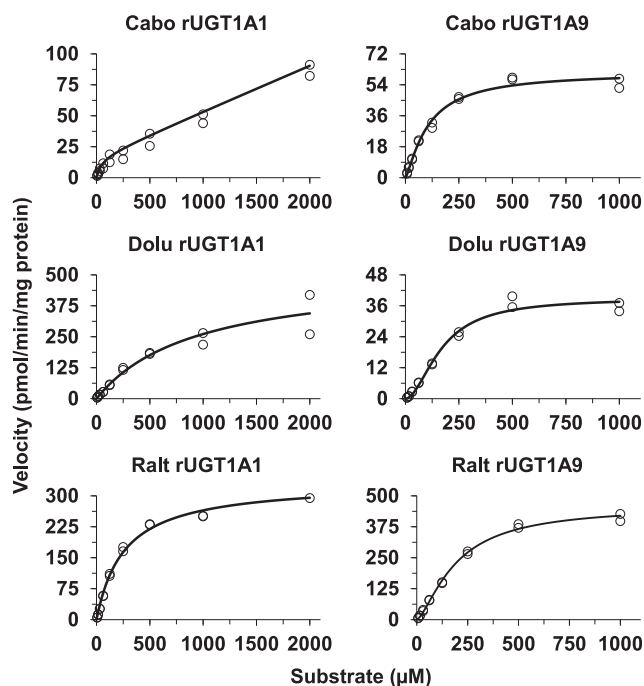 Cabo rUGT1A1
Cabo rUGT1A9
100
75
50
25
0
0 500 1000 1500 2000
72
54
36
18
0
0 250 500 750 1000
Dolu rUGT1A1
Dolu rUGT1A9
500
375
250
125
0
0 500 1000 1500 2000
48
36
24
12
0
0 250 500 750 1000
Ralt rUGT1A1
Ralt rUGT1A9
300
225
150
75
0
0 500 1000 1500 2000
500
375
250
125
0
0 250 500 750 1000
Velocity (pmol/min/mg protein)
Substrate (µM)